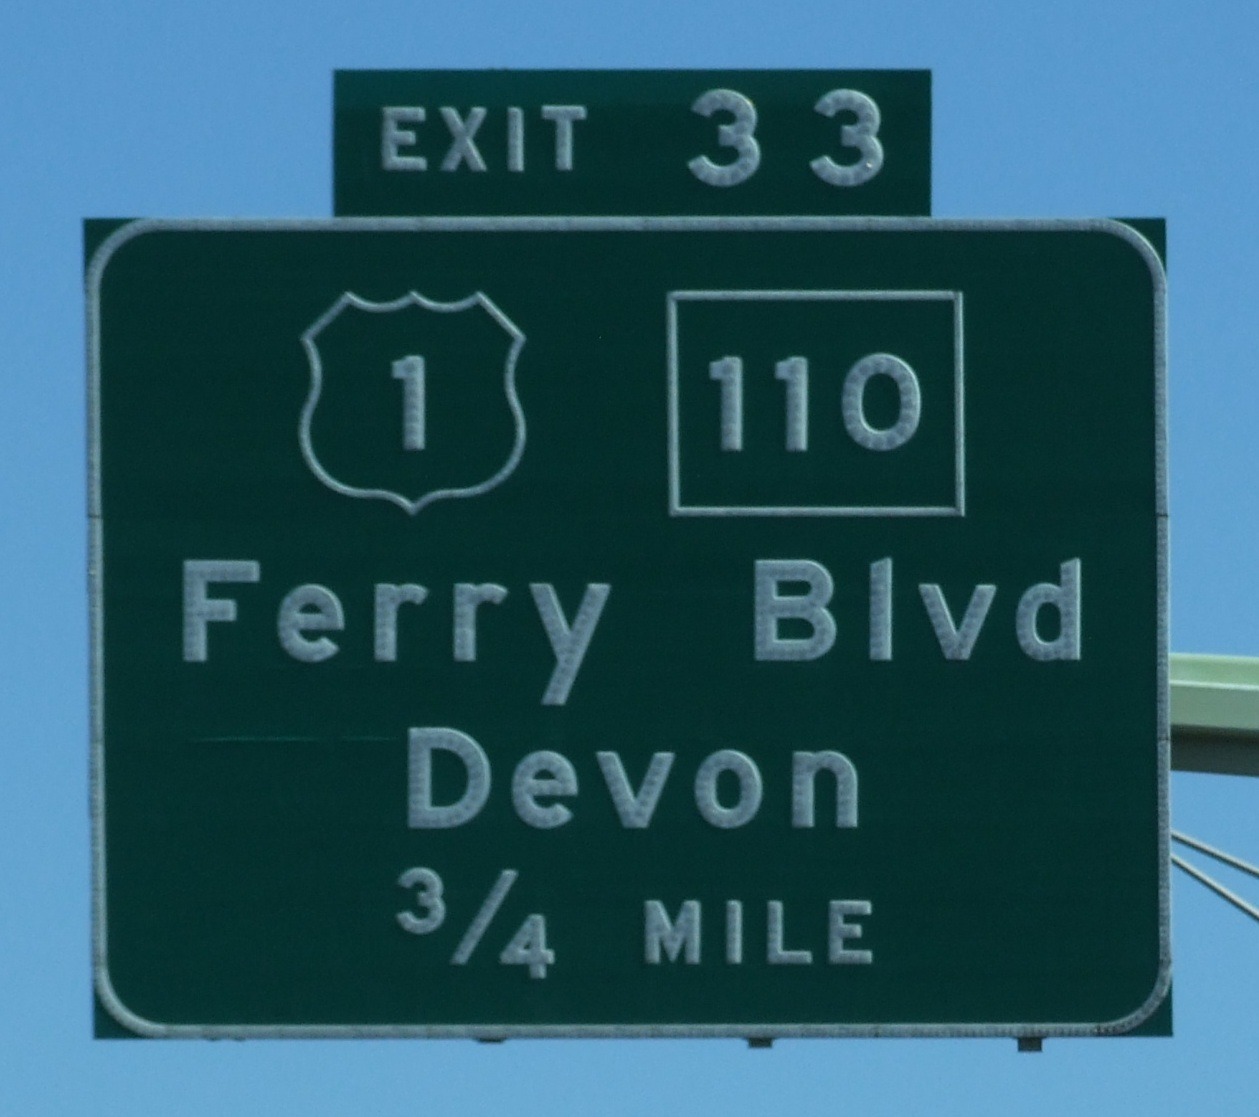 EXIT 33
1 110
Ferry Blvd
Devon
3/4 MILE